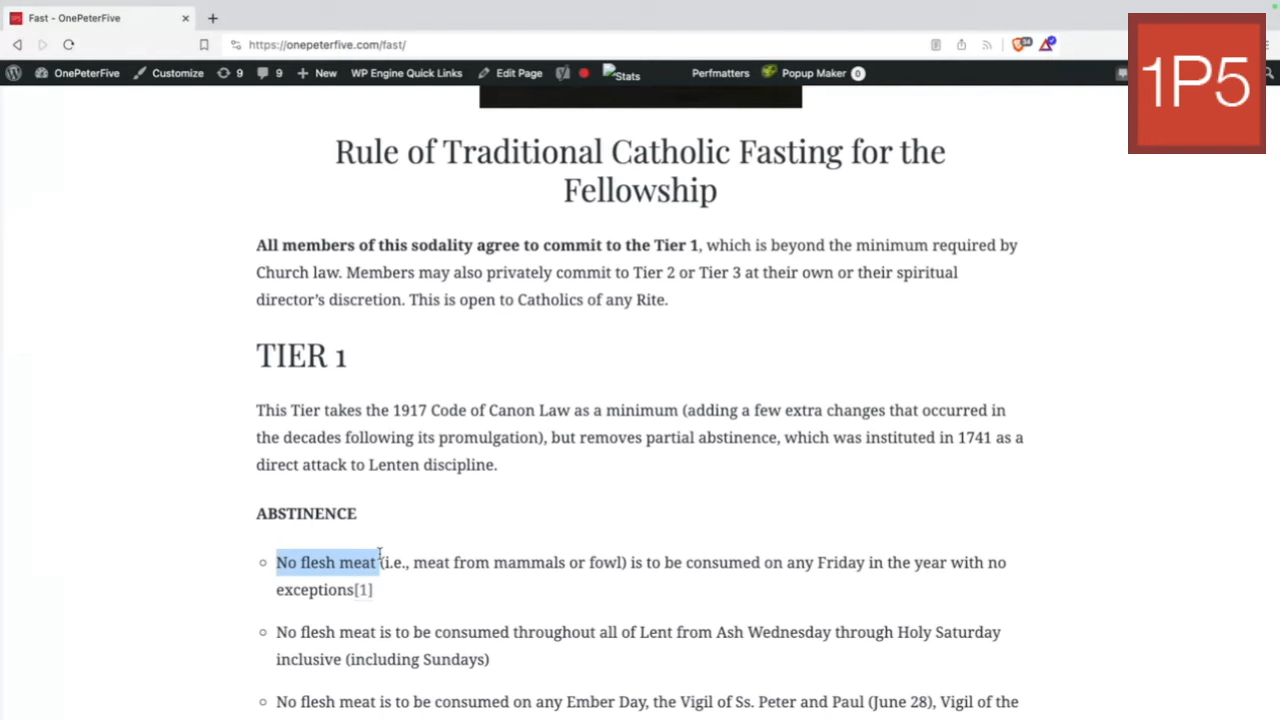 Fast - OnePeterFive
https://onepeterfive.com/fast/
34
OnePeterFive Customize 9 9 New WP Engine Quick Links Edit Page Stats Perfmatters Popup Maker 0
1P5
Rule of Traditional Catholic Fasting for the
Fellowship
All members of this sodality agree to commit to the Tier 1, which is beyond the minimum required by
Church law. Members may also privately commit to Tier 2 or Tier 3 at their own or their spiritual
director's discretion. This is open to Catholics of any Rite.
TIER 1
This Tier takes the 1917 Code of Canon Law as a minimum (adding a few extra changes that occurred in
the decades following its promulgation), but removes partial abstinence, which was instituted in 1741 as a
direct attack to Lenten discipline.
ABSTINENCE
No flesh meat (i.e., meat from mammals or fowl) is to be consumed on any Friday in the year with no
exceptions[1]
No flesh meat is to be consumed throughout all of Lent from Ash Wednesday through Holy Saturday
inclusive (including Sundays)
No flesh meat is to be consumed on any Ember Day, the Vigil of Ss. Peter and Paul (June 28), Vigil of the